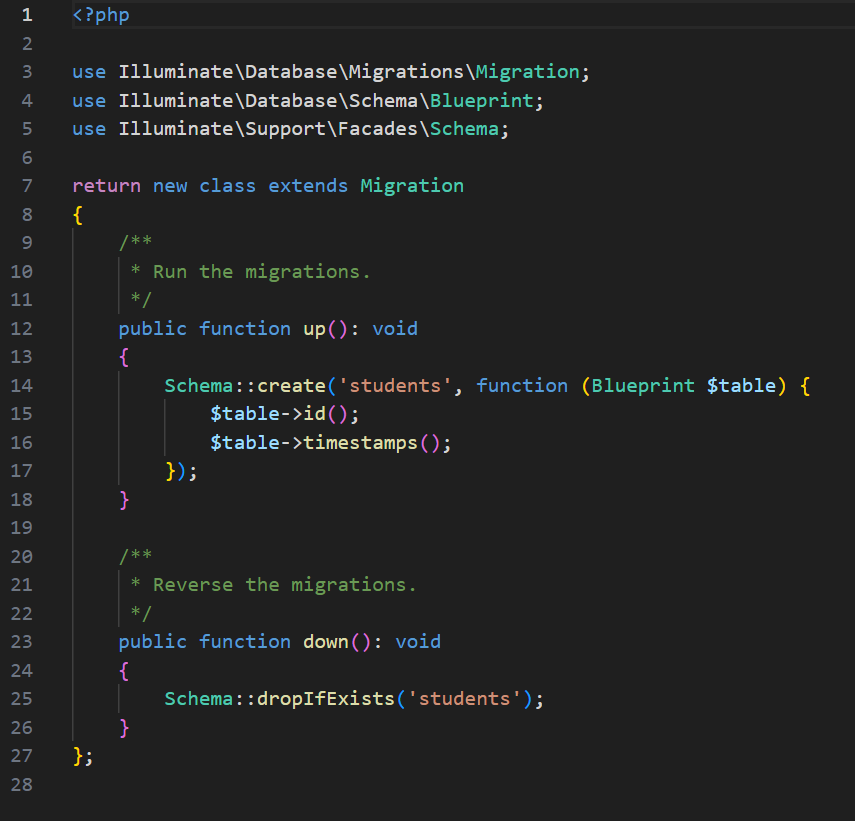 1 <?php
2
3 use Illuminate\Database\Migrations\Migration;
4 use Illuminate\Database\Schema\Blueprint;
5 use Illuminate\Support\Facades\Schema;
6
7 return new class extends Migration
8 {
9     /**
10      * Run the migrations.
11      */
12     public function up(): void
13     {
14         Schema::create('students', function (Blueprint $table) {
15             $table->id();
16             $table->timestamps();
17         });
18     }
19
20     /**
21      * Reverse the migrations.
22      */
23     public function down(): void
24     {
25         Schema::dropIfExists('students');
26     }
27 };
28